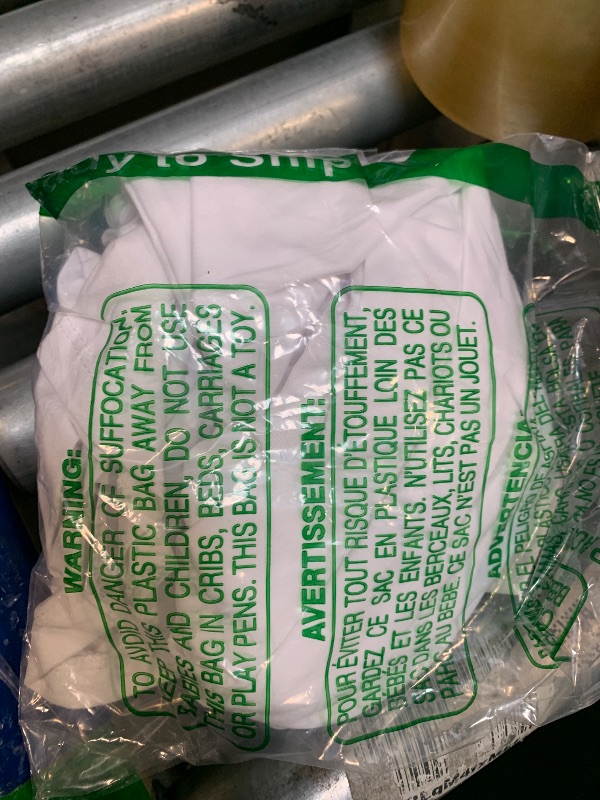 to Ship
WARNING:
TO AVOID DANGER OF SUFFOCATION,
KEEP THIS PLASTIC BAG AWAY FROM
BABIES AND CHILDREN. DO NOT USE
THIS BAG IN CRIBS, BEDS, CARRIAGES
OR PLAY PENS. THIS BAG IS NOT A TOY.
AVERTISSEMENT:
POUR ÉVITER TOUT RISQUE D'ÉTOUFFEMENT,
GARDEZ CE SAC EN PLASTIQUE LOIN DES
BÉBÉS ET LES ENFANTS. N'UTILISEZ PAS CE
SAC DANS LES BERCEAUX, LITS, CHARIOTS OU
PARC AU BÉBÉ. CE SAC N'EST PAS UN JOUET.
ADVERTENCIA: